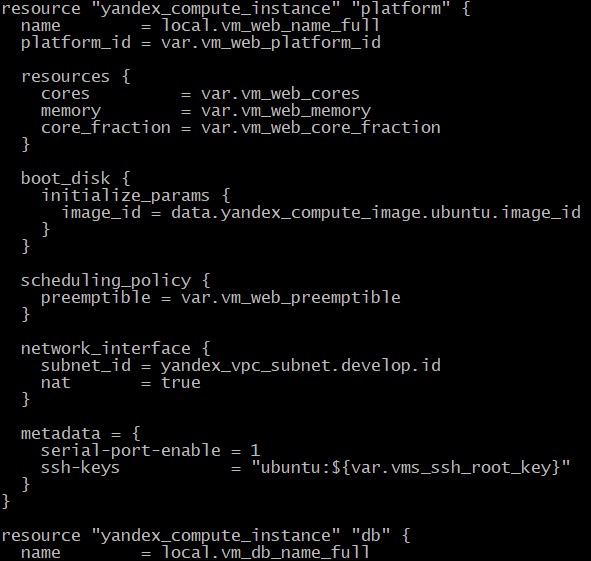 resource "yandex_compute_instance" "platform" {
  name        = local.vm_web_name_full
  platform_id = var.vm_web_platform_id

  resources {
    cores         = var.vm_web_cores
    memory        = var.vm_web_memory
    core_fraction = var.vm_web_core_fraction
  }

  boot_disk {
    initialize_params {
      image_id = data.yandex_compute_image.ubuntu.image_id
    }
  }

  scheduling_policy {
    preemptible = var.vm_web_preemptible
  }

  network_interface {
    subnet_id = yandex_vpc_subnet.develop.id
    nat       = true
  }

  metadata = {
    serial-port-enable = 1
    ssh-keys           = "ubuntu:${var.vms_ssh_root_key}"
  }
}

resource "yandex_compute_instance" "db" {
  name        = local.vm_db_name_full